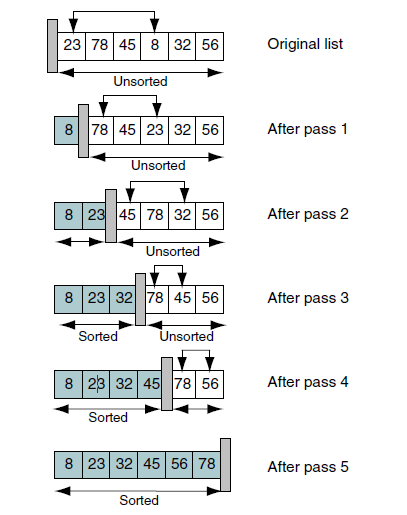 23 78 45 8 32 56 Original list
Unsorted
8 78 45 23 32 56 After pass 1
Unsorted
8 23 45 78 32 56 After pass 2
Unsorted
8 23 32 78 45 56 After pass 3
Sorted Unsorted
8 23 32 45 78 56 After pass 4
Sorted
8 23 32 45 56 78 After pass 5
Sorted